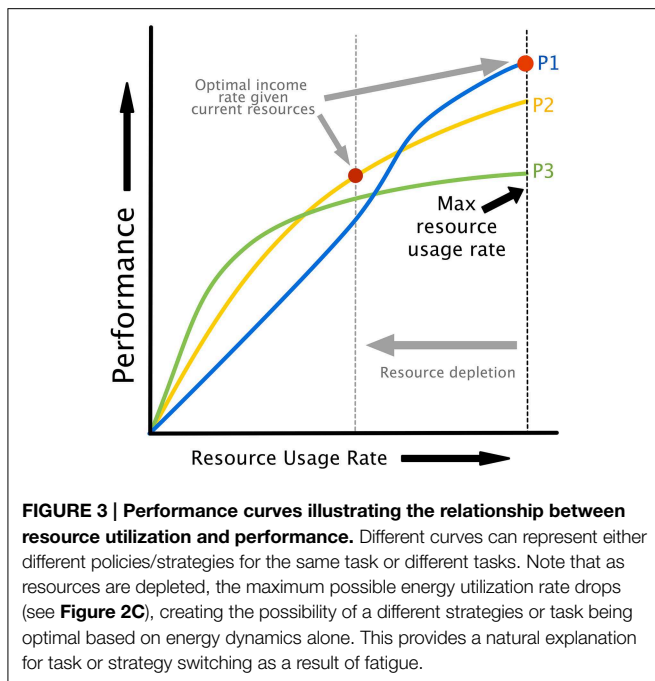 P1
Optimal income
rate given
current resources
P2
P3
Max
resource
usage rate
Performance
Resource depletion
Resource Usage Rate
FIGURE 3 | Performance curves illustrating the relationship between
resource utilization and performance. Different curves can represent either
different policies/strategies for the same task or different tasks. Note that as
resources are depleted, the maximum possible energy utilization rate drops
(see Figure 2C), creating the possibility of a different strategies or task being
optimal based on energy dynamics alone. This provides a natural explanation
for task or strategy switching as a result of fatigue.